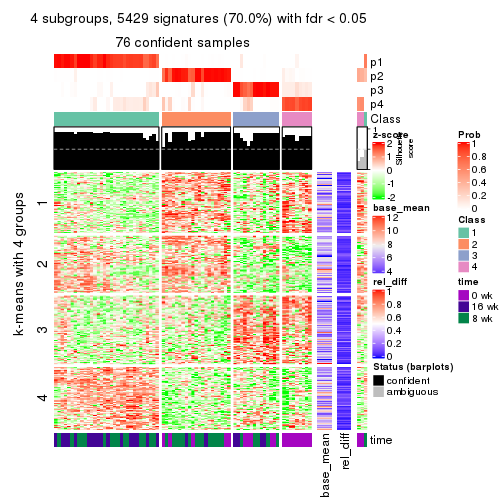 4 subgroups, 5429 signatures (70.0%) with fdr < 0.05
76 confident samples
p1
p2
p3
p4
Class
1
Silhouette
score
k-means with 4 groups
1
2
3
4
time
base_mean
rel_diff
z-score
2
1
0
-1
-2
base_mean
12
10
8
6
4
rel_diff
1
0.8
0.6
0.4
0.2
0
Status (barplots)
confident
ambiguous
Prob
1
0.8
0.6
0.4
0.2
0
Class
1
2
3
4
time
0 wk
16 wk
8 wk